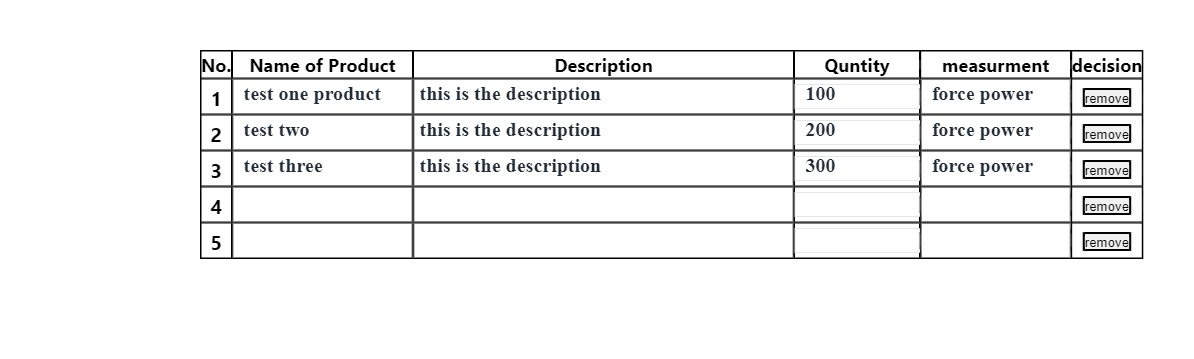 No. Name of Product Description Quntity measurment decision
1 test one product this is the description 100 force power remove
2 test two this is the description 200 force power remove
3 test three this is the description 300 force power remove
4 remove
5 remove